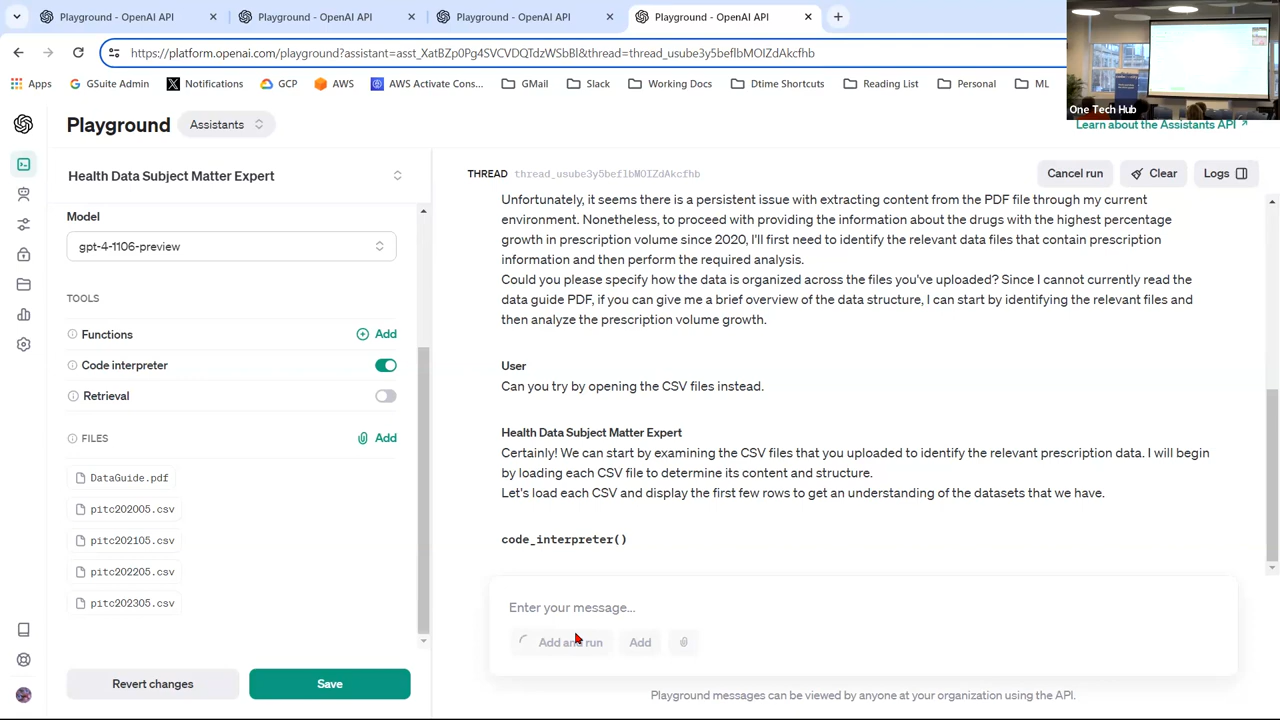 Playground - OpenAI API
Playground - OpenAI API
Playground - OpenAI API
Playground - OpenAI API
https://platform.openai.com/playground?assistant=asst_XatBZp0Pg4SVCVDQTdzW3bBI&thread=thread_usube3y5beflbMOIZdAkcfhb
Apps
GSuite Admin
Notifications
GCP
AWS
AWS Activate Cons...
GMail
Slack
Working Docs
Dtime Shortcuts
Reading List
Personal
ML
One Tech Hub
Playground
Assistants
Learn about the Assistants API
Health Data Subject Matter Expert
Model
gpt-4-1106-preview
TOOLS
Functions
Add
Code interpreter
Retrieval
FILES
Add
DataGuide.pdf
pitc202005.csv
pitc202105.csv
pitc202205.csv
pitc202305.csv
Revert changes
Save
THREAD thread_usube3y5beflbMOIZdAkcfhb
Cancel run
Clear
Logs
Unfortunately, it seems there is a persistent issue with extracting content from the PDF file through my current
environment. Nonetheless, to proceed with providing the information about the drugs with the highest percentage
growth in prescription volume since 2020, I'll first need to identify the relevant data files that contain prescription
information and then perform the required analysis.
Could you please specify how the data is organized across the files you've uploaded? Since I cannot currently read the
data guide PDF, if you can give me a brief overview of the data structure, I can start by identifying the relevant files and
then analyze the prescription volume growth.
User
Can you try by opening the CSV files instead.
Health Data Subject Matter Expert
Certainly! We can start by examining the CSV files that you uploaded to identify the relevant prescription data. I will begin
by loading each CSV file to determine its content and structure.
Let's load each CSV and display the first few rows to get an understanding of the datasets that we have.
code_interpreter()
Enter your message...
Add and run
Add
Playground messages can be viewed by anyone at your organization using the API.